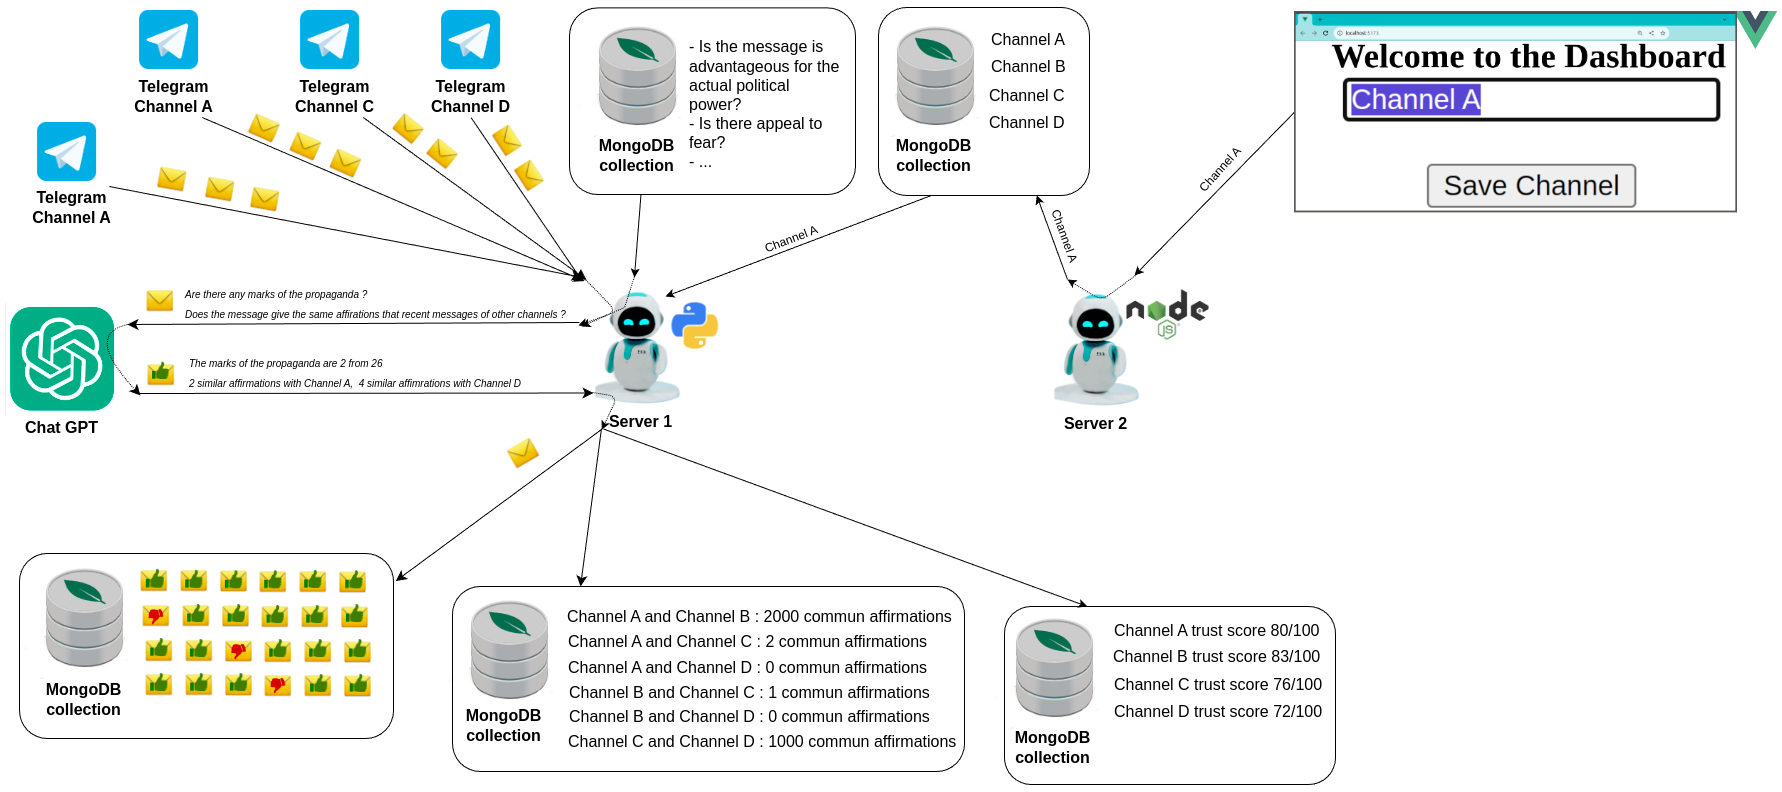 Telegram
Channel A
Telegram
Channel C
Telegram
Channel D
Telegram
Channel A
- Is the message is
advantageous for the
actual political
power?
- Is there appeal to
fear?
- ...
MongoDB
collection
Channel A
Channel B
Channel C
Channel D
MongoDB
collection
localhost:5173
Welcome to the Dashboard
Channel A
Save Channel
Channel A
Channel A
Channel A
Are there any marks of the propaganda ?
Does the message give the same affirations that recent messages of other channels ?
The marks of the propaganda are 2 from 26
2 similar affirmations with Channel A, 4 similar affimrations with Channel D
Chat GPT
Server 1
node
JS
Server 2
MongoDB
collection
Channel A and Channel B : 2000 commun affirmations
Channel A and Channel C : 2 commun affirmations
Channel A and Channel D : 0 commun affirmations
Channel B and Channel C : 1 commun affirmations
Channel B and Channel D : 0 commun affirmations
Channel C and Channel D : 1000 commun affirmations
MongoDB
collection
Channel A trust score 80/100
Channel B trust score 83/100
Channel C trust score 76/100
Channel D trust score 72/100
MongoDB
collection